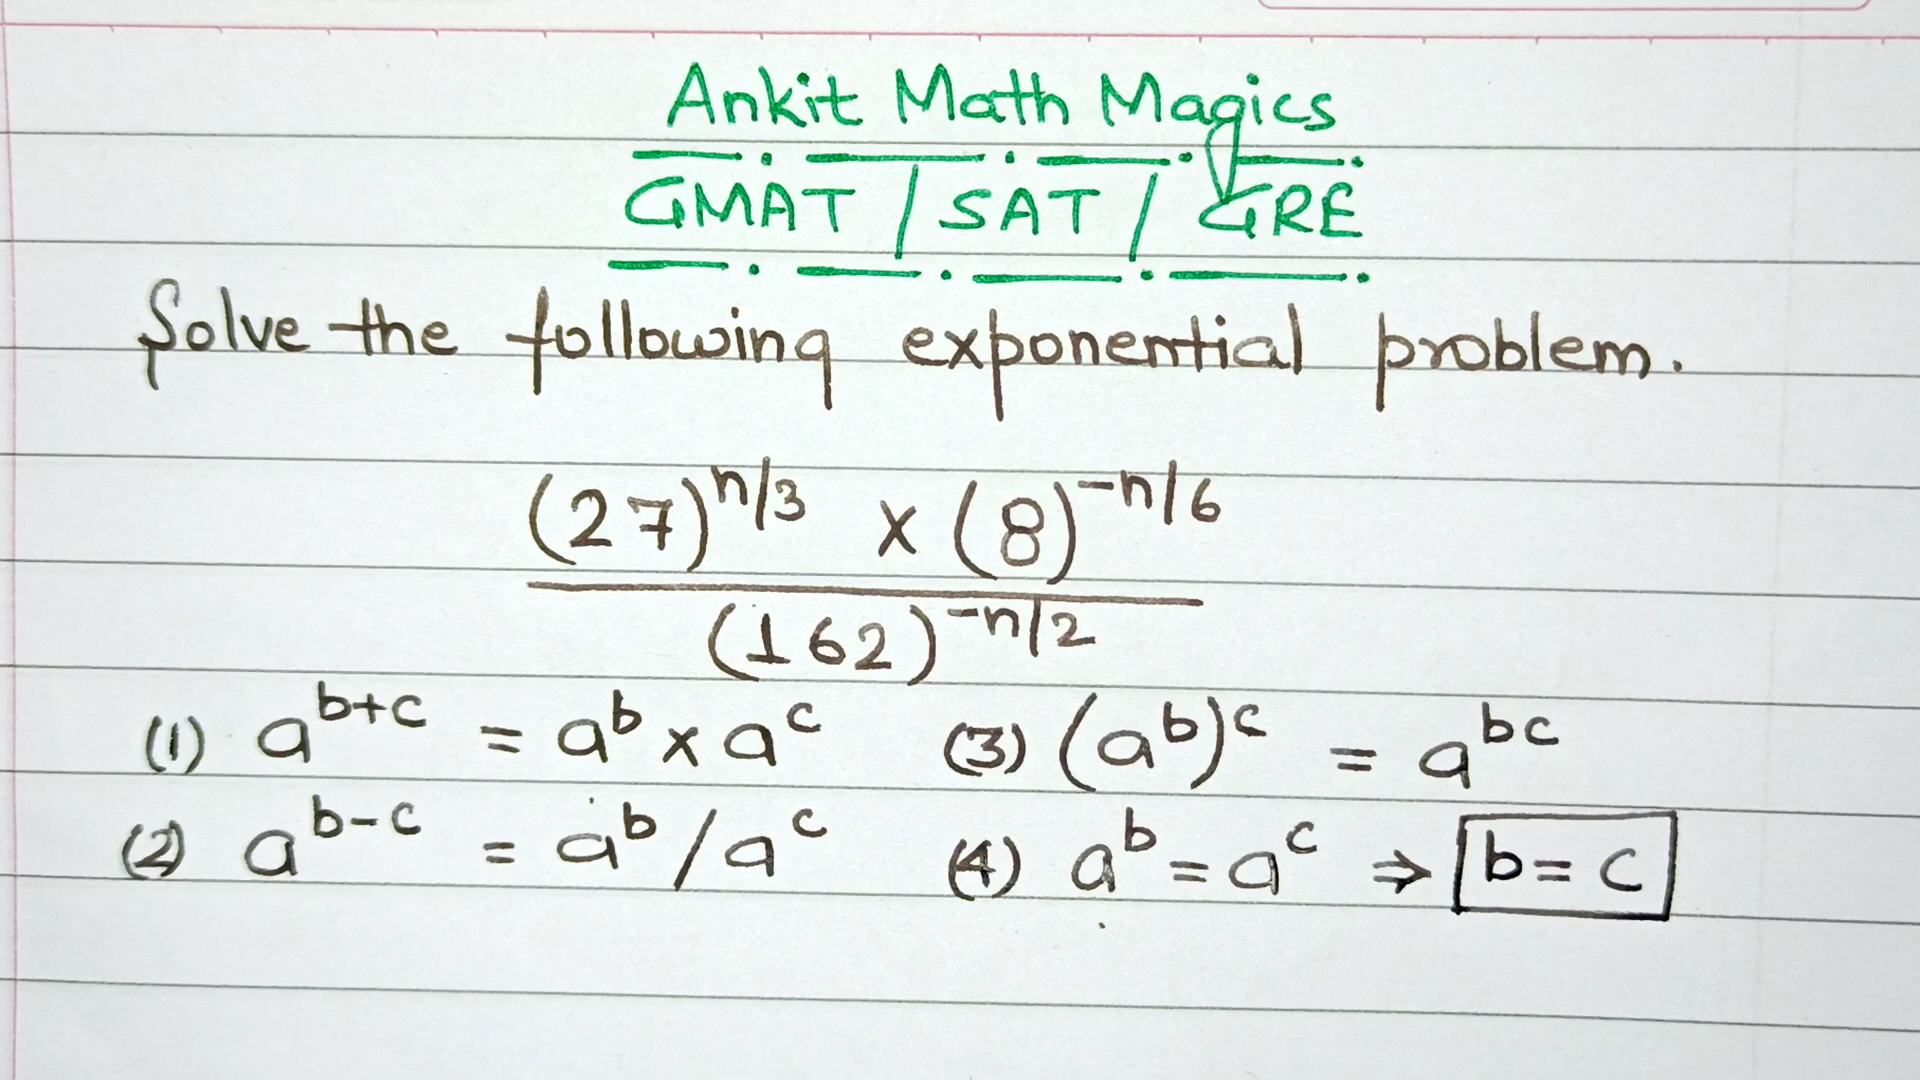 Ankit Math Magics
GMAT / SAT / GRE
Solve the following exponential problem.
(27)^{n/3} × (8)^{-n/6}
(162)^{-n/2}
(1) a^{b+c} = a^b × a^c (3) (a^b)^c = a^{bc}
(2) a^{b-c} = a^b / a^c (4) a^b = a^c ⇒ b = c